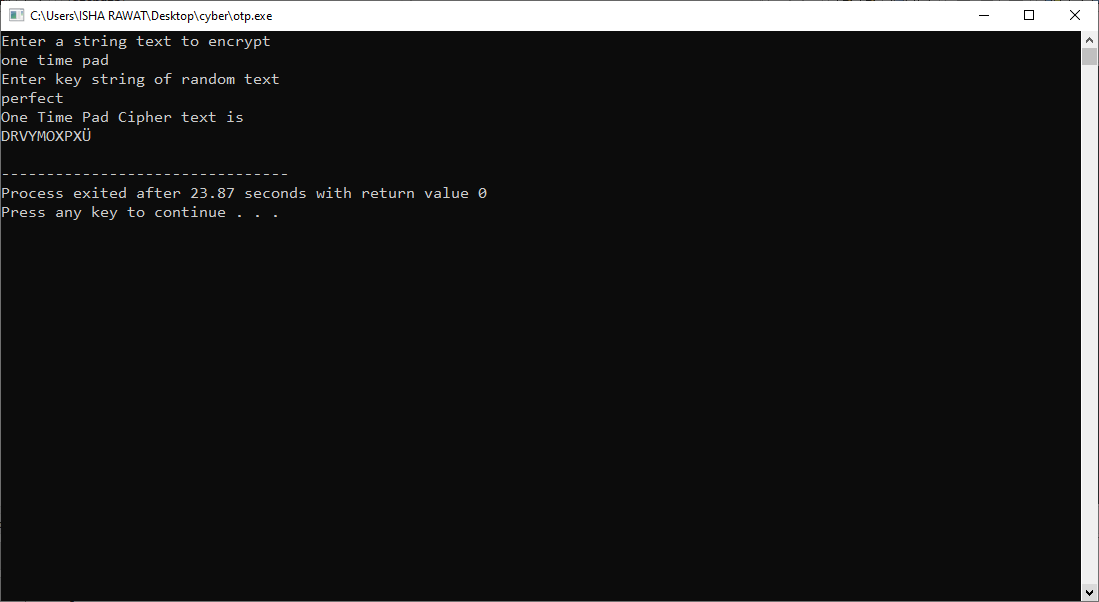 C:\Users\ISHA RAWAT\Desktop\cyber\otp.exe
Enter a string text to encrypt
one time pad
Enter key string of random text
perfect
One Time Pad Cipher text is
DRVYMOXPXÜ
--------------------------------
Process exited after 23.87 seconds with return value 0
Press any key to continue . . .